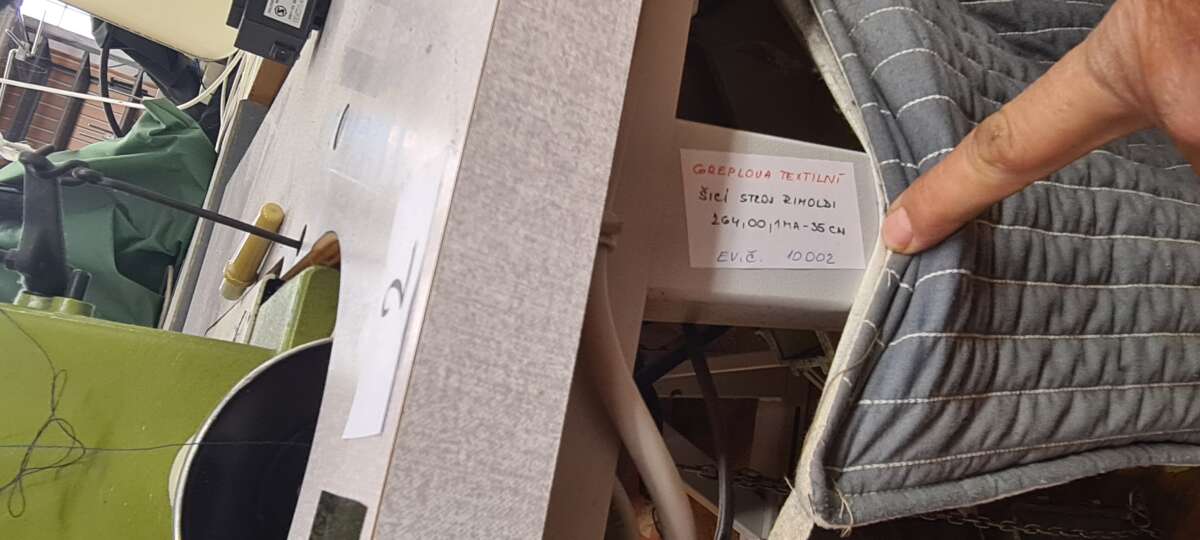 GREPLOVA TEXTILNÍ
ŠICÍ STROJ RIMOLDI
264,00,1MA-35 CM
EV.Č. 10002
2